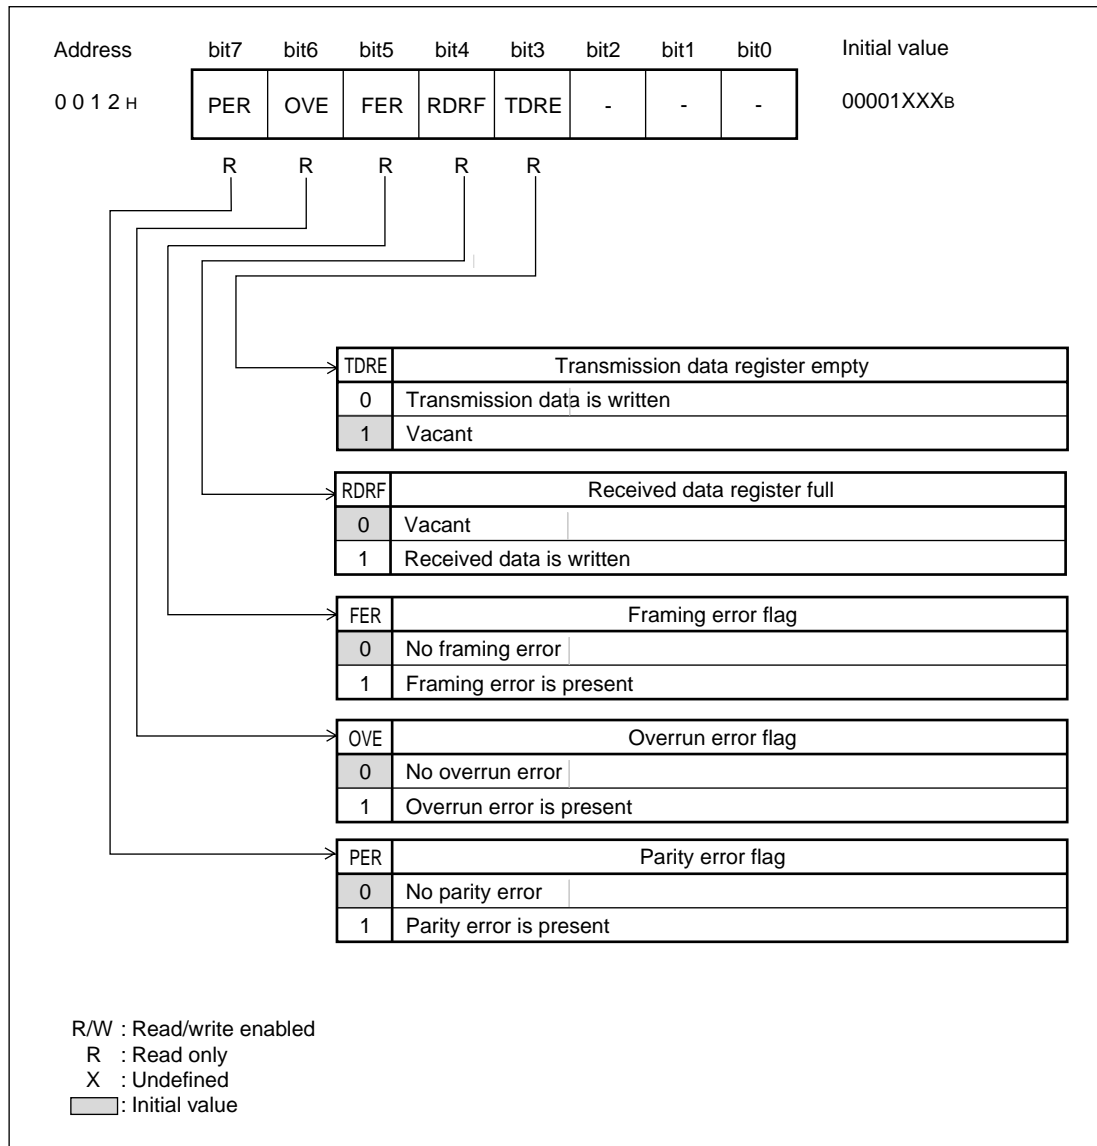 Address bit7 bit6 bit5 bit4 bit3 bit2 bit1 bit0 Initial value
0 0 1 2 H PER OVE FER RDRF TDRE - - - 00001XXXB
R R R R R
TDRE Transmission data register empty
0 Transmission data is written
1 Vacant
RDRF Received data register full
0 Vacant
1 Received data is written
FER Framing error flag
0 No framing error
1 Framing error is present
OVE Overrun error flag
0 No overrun error
1 Overrun error is present
PER Parity error flag
0 No parity error
1 Parity error is present
R/W : Read/write enabled
R : Read only
X : Undefined
: Initial value